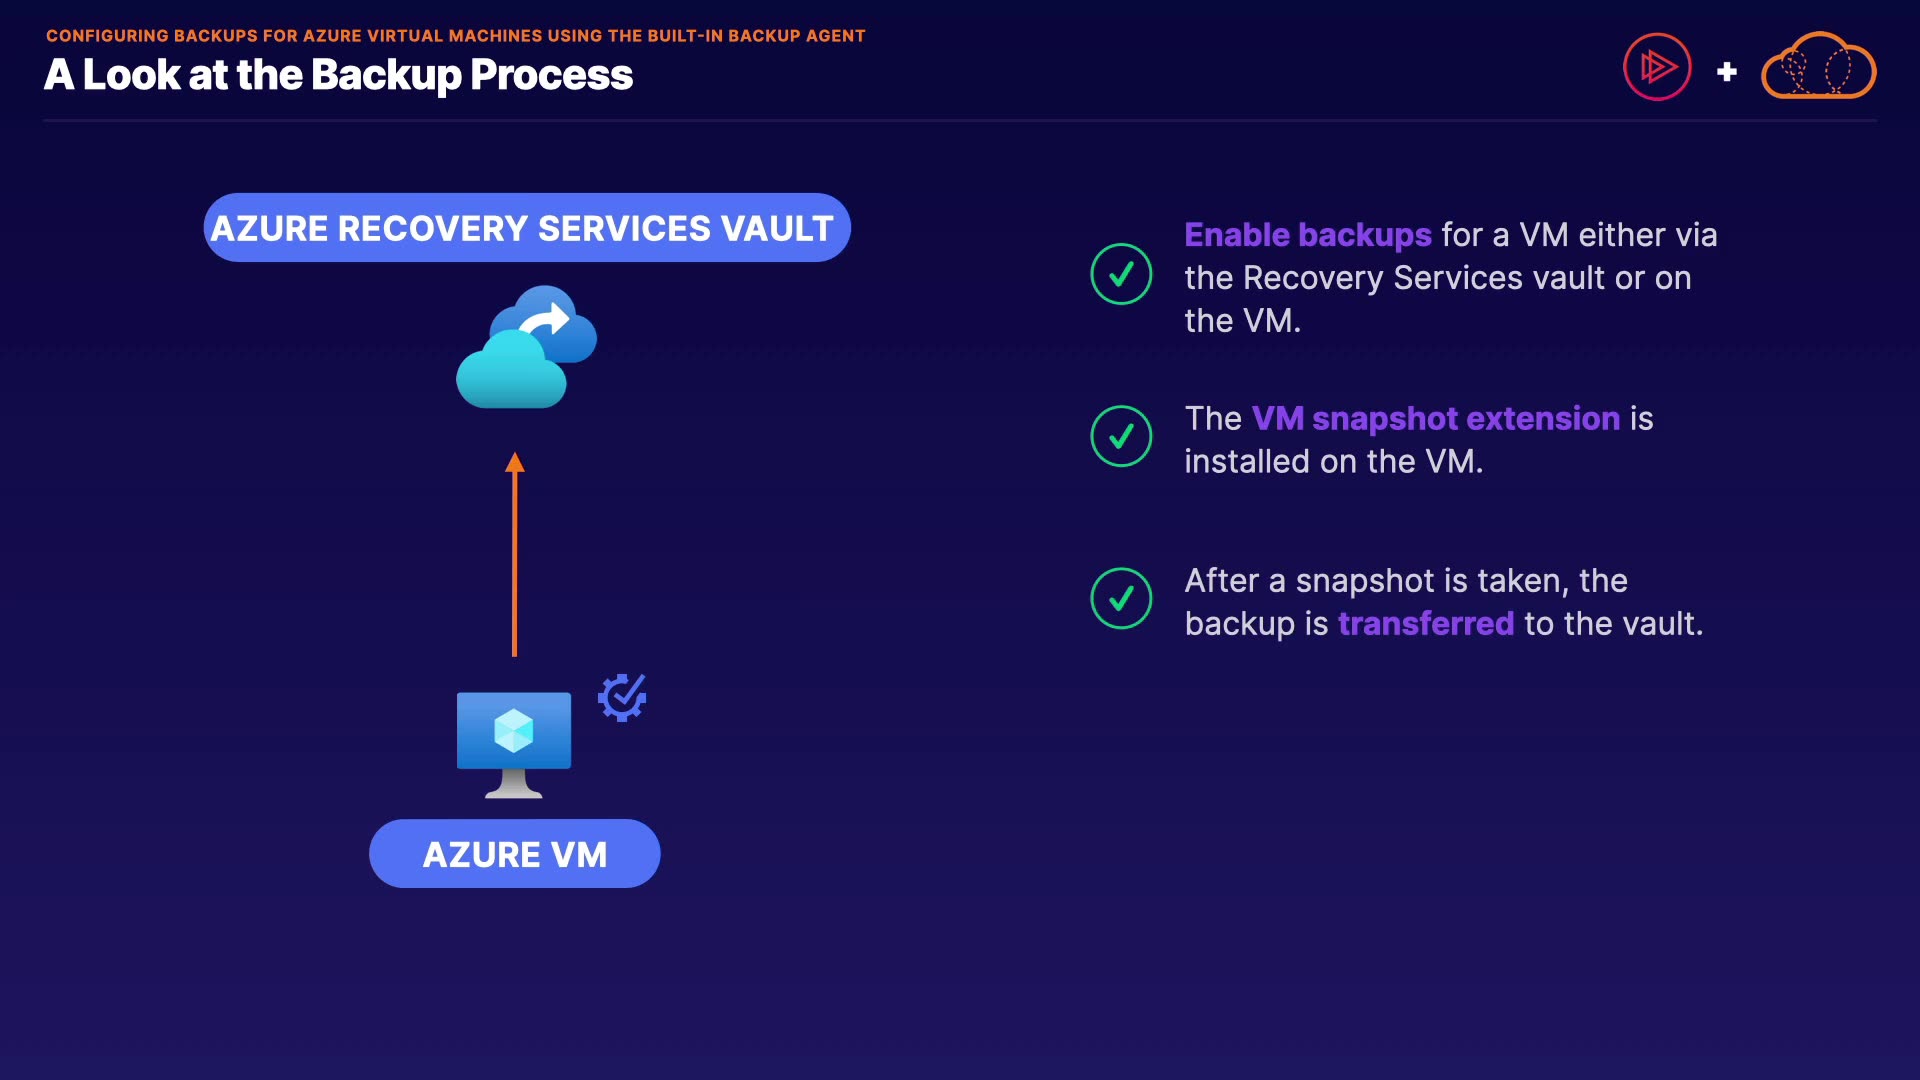 CONFIGURING BACKUPS FOR AZURE VIRTUAL MACHINES USING THE BUILT-IN BACKUP AGENT
A Look at the Backup Process
AZURE RECOVERY SERVICES VAULT
AZURE VM
Enable backups for a VM either via
the Recovery Services vault or on
the VM.
The VM snapshot extension is
installed on the VM.
After a snapshot is taken, the
backup is transferred to the vault.